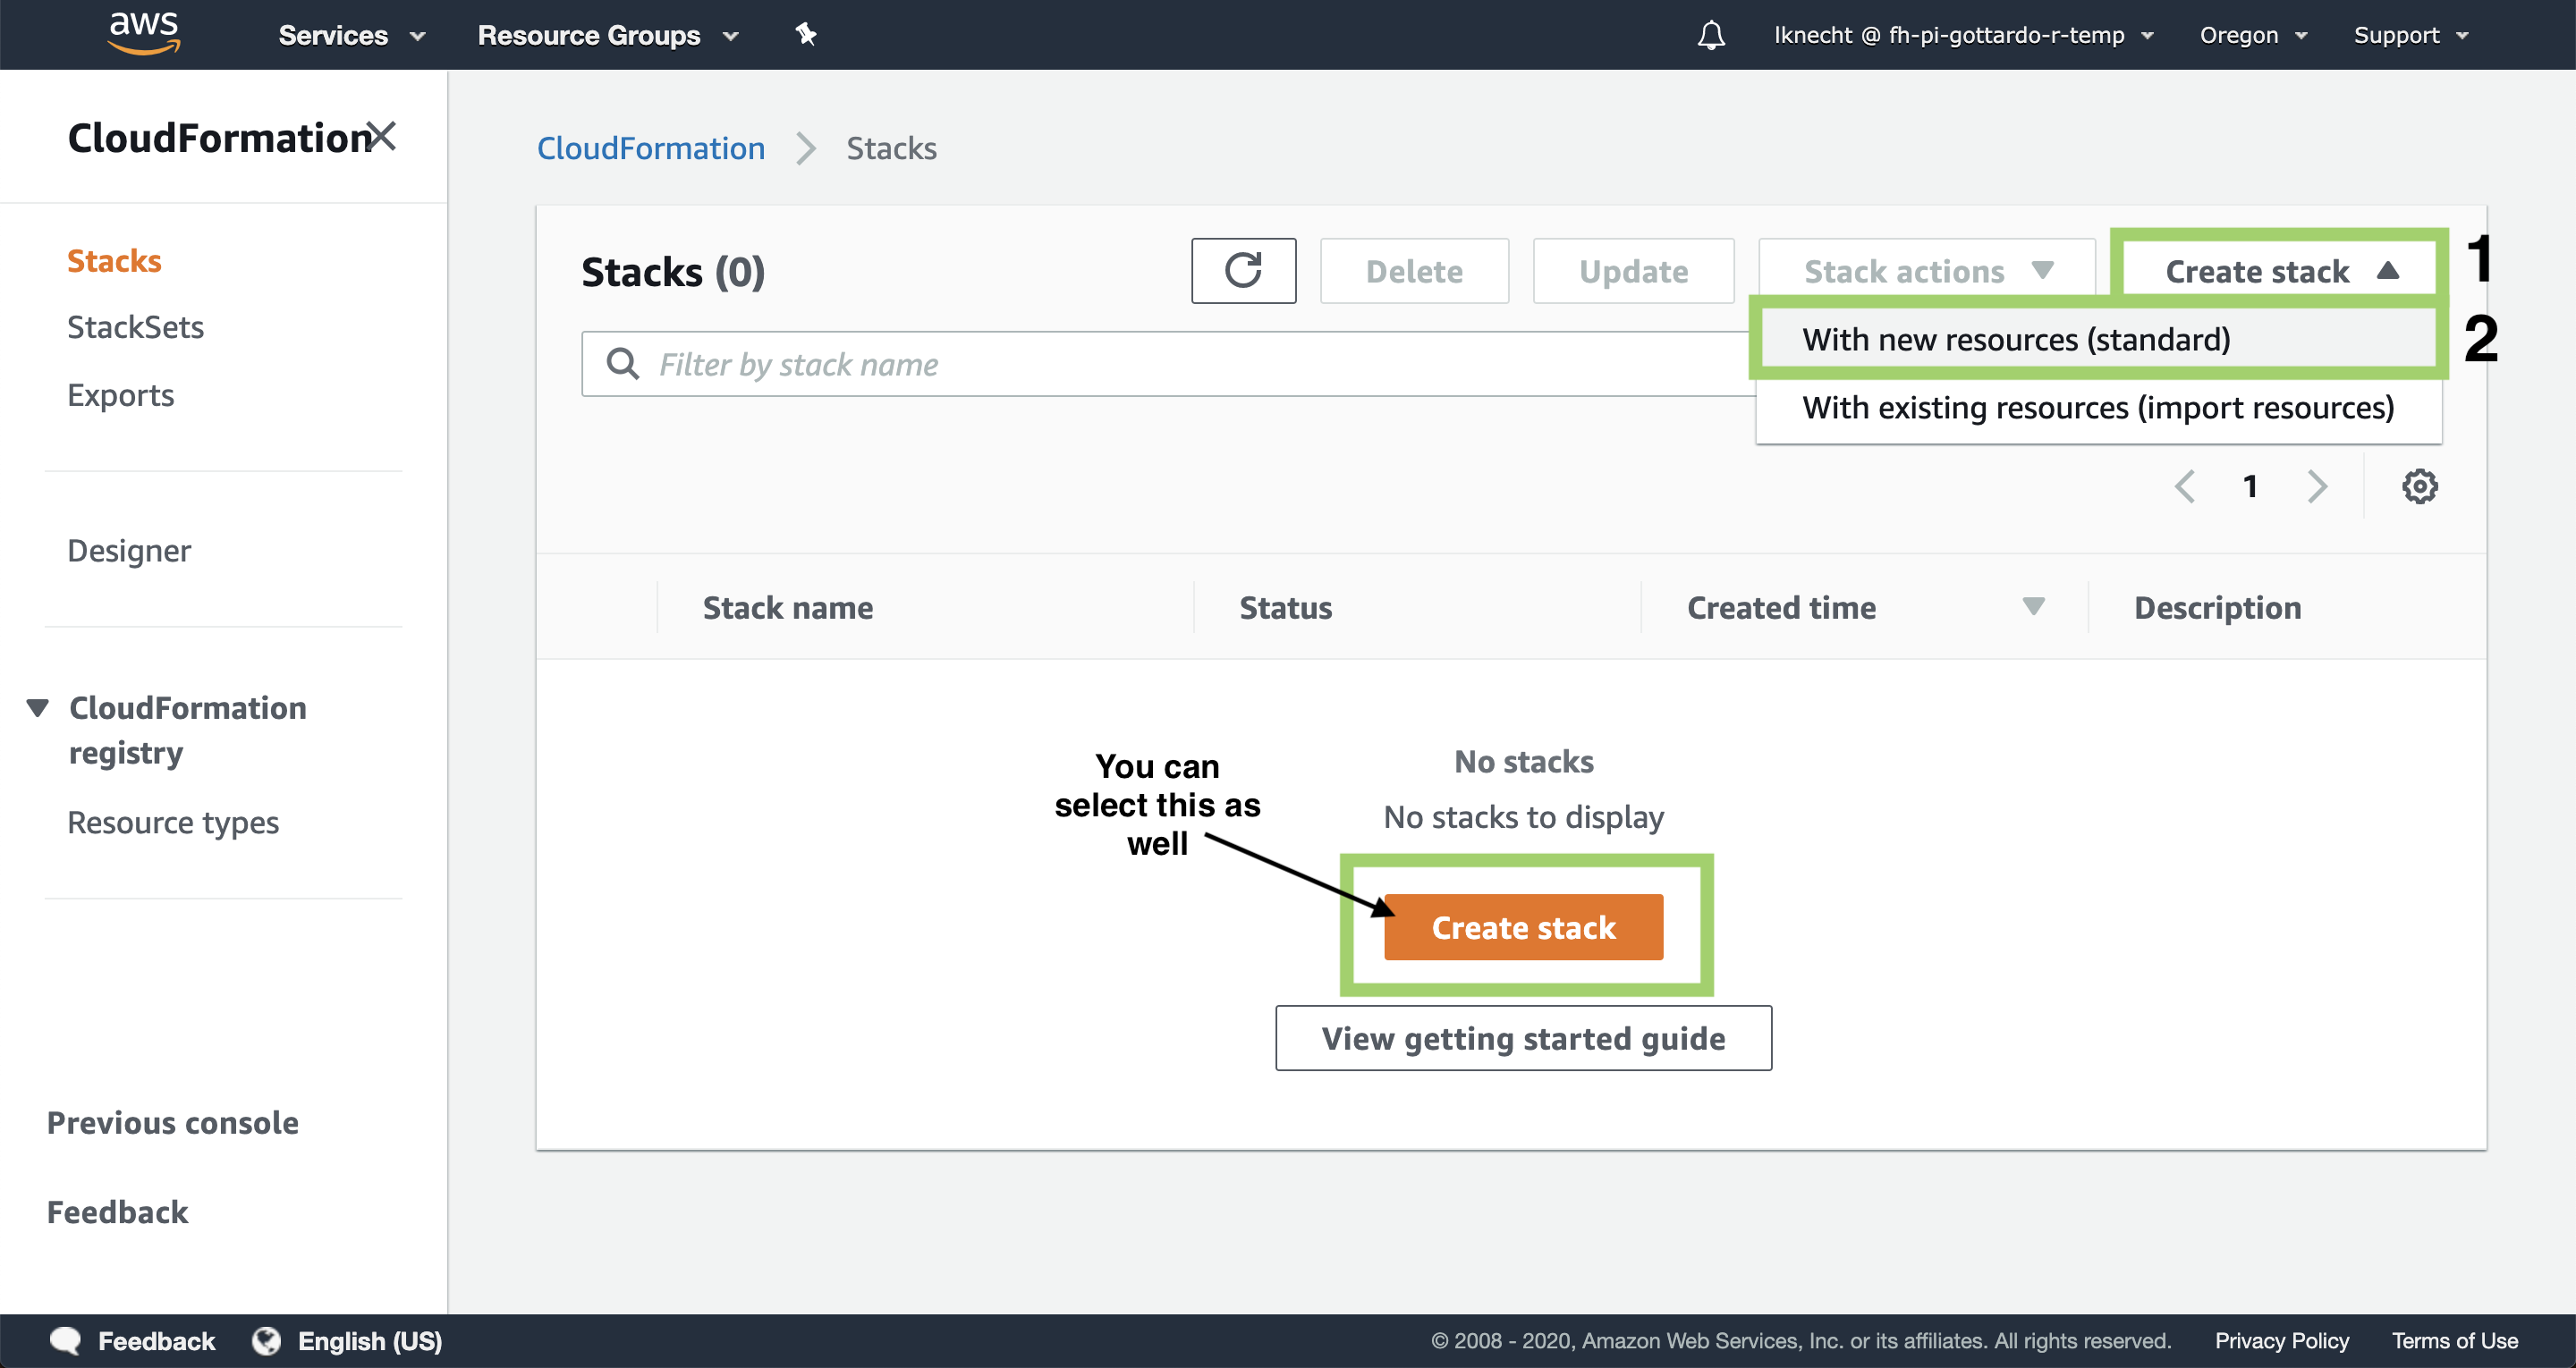 aws
Services
Resource Groups
lknecht @ fh-pi-gottardo-r-temp
Oregon
Support
CloudFormation
Stacks
StackSets
Exports
Designer
CloudFormation
registry
Resource types
Previous console
Feedback
CloudFormation
Stacks
Stacks (0)
Delete
Update
Stack actions
Create stack
1
With new resources (standard)
2
With existing resources (import resources)
Filter by stack name
1
Stack name
Status
Created time
Description
No stacks
No stacks to display
You can
select this as
well
Create stack
View getting started guide
Feedback
English (US)
© 2008 - 2020, Amazon Web Services, Inc. or its affiliates. All rights reserved.
Privacy Policy
Terms of Use